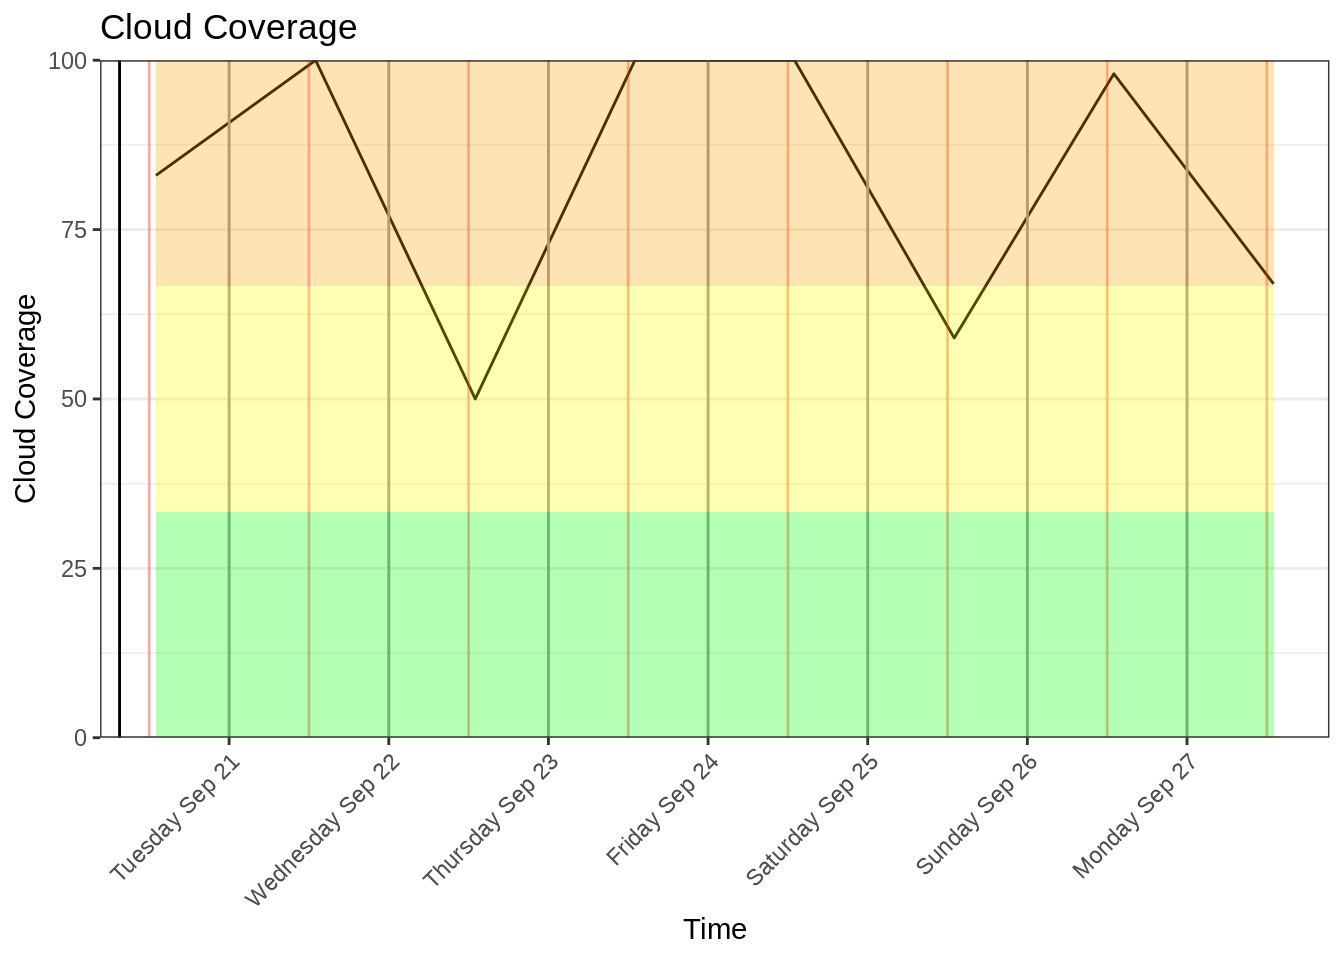 Cloud Coverage
Cloud Coverage
100
75
50
25
0
Tuesday Sep 21
Wednesday Sep 22
Thursday Sep 23
Friday Sep 24
Saturday Sep 25
Sunday Sep 26
Monday Sep 27
Time